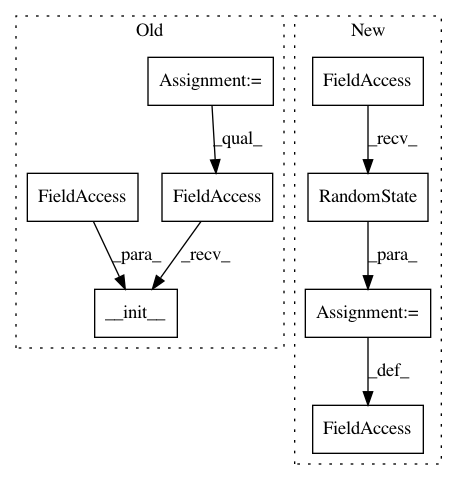 Old
New
Assignment:=
FieldAccess
_qual_
_recv_
FieldAccess
FieldAccess
RandomState
_para_
_recv_
_para_
__init__
Assignment:=
_def_
FieldAccess